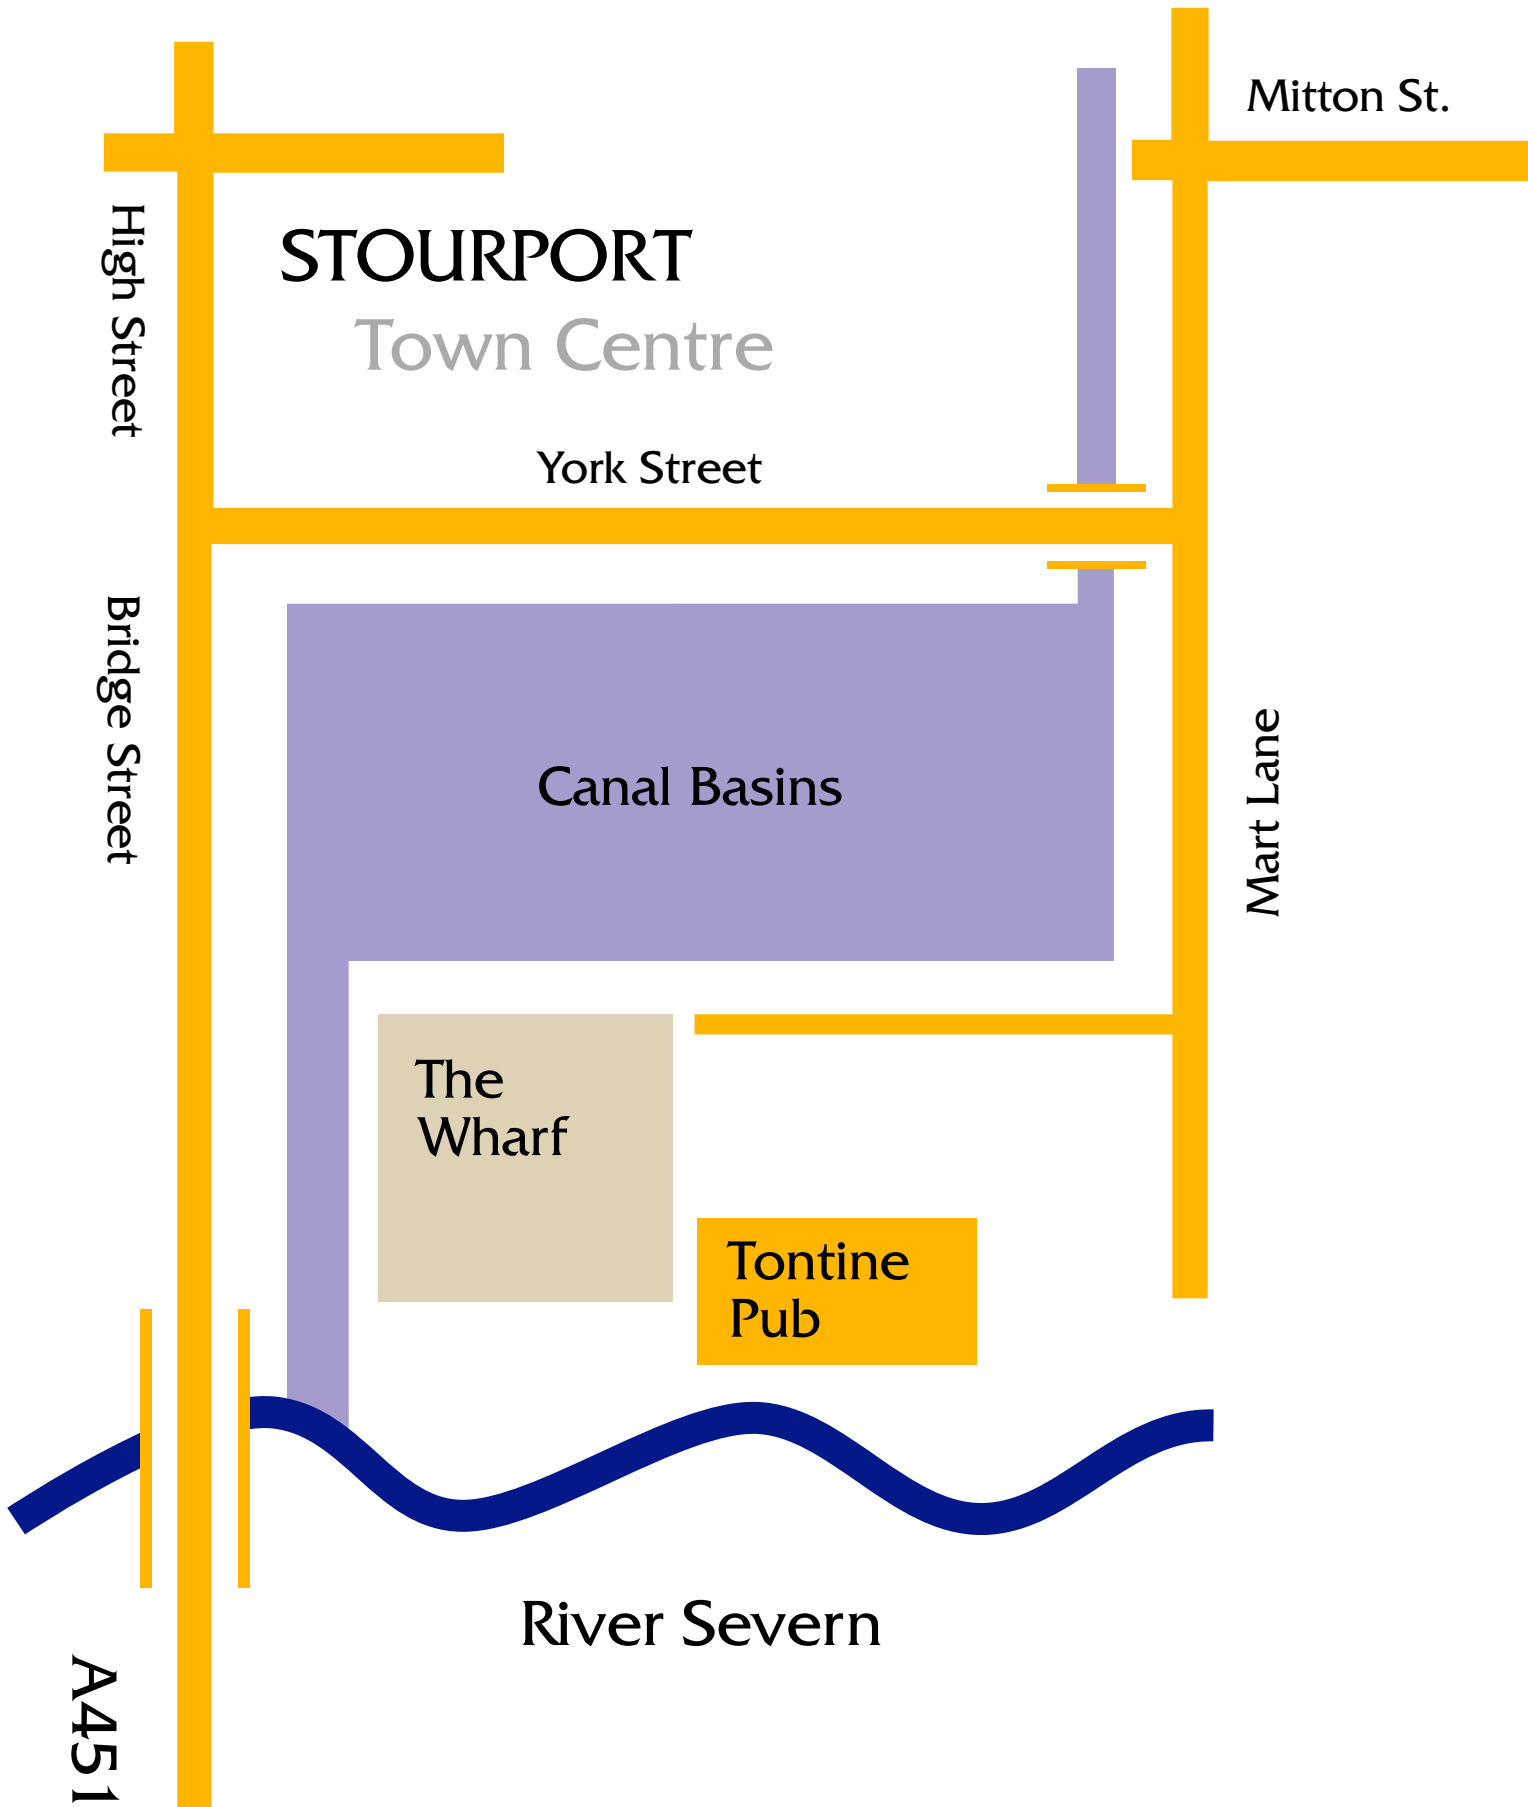 Mitton St.
High Street
STOURPORT
Town Centre
York Street
Bridge Street
Canal Basins
Mart Lane
The
Wharf
Tontine
Pub
River Severn
A451